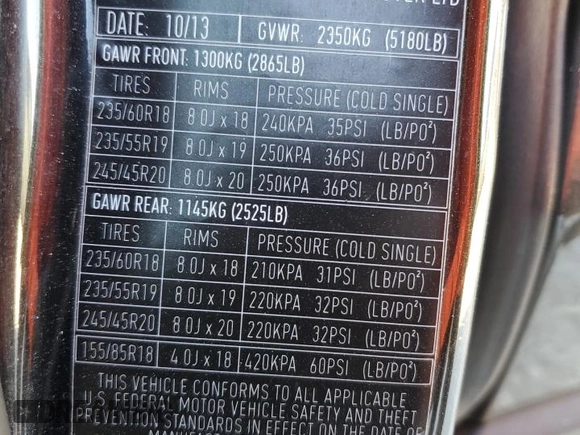 LTD
DATE: 10/13 GVWR: 2350KG (5180LB)
GAWR FRONT: 1300KG (2865LB)
TIRES RIMS PRESSURE (COLD SINGLE)
235/60R18 8.0J x 18 240KPA 35PSI (LB/PO²)
235/55R19 8.0J x 19 250KPA 36PSI (LB/PO²)
245/45R20 8.0J x 20 250KPA 36PSI (LB/PO²)
GAWR REAR: 1145KG (2525LB)
TIRES RIMS PRESSURE (COLD SINGLE)
235/60R18 8.0J x 18 210KPA 31PSI (LB/PO²)
235/55R19 8.0J x 19 220KPA 32PSI (LB/PO²)
245/45R20 8.0J x 20 220KPA 32PSI (LB/PO²)
155/85R18 4.0J x 18 420KPA 60PSI (LB/PO²)
THIS VEHICLE CONFORMS TO ALL APPLICABLE
U.S. FEDERAL MOTOR VEHICLE SAFETY AND THEFT
PREVENTION STANDARDS IN EFFECT ON THE DATE OF